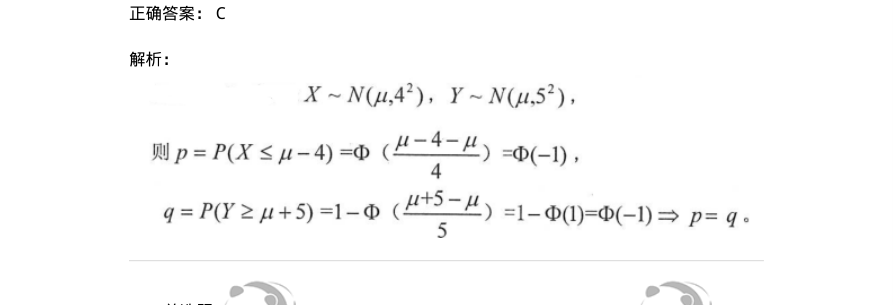 正确答案： C
解析：
X ~ N(μ,4²)，Y ~ N(μ,5²)，
则 p = P(X ≤ μ − 4) =Φ（(μ − 4 − μ)/4）=Φ(−1)，
q = P(Y ≥ μ + 5) =1− Φ（(μ+5 − μ)/5）=1− Φ(1)=Φ(−1) ⇒ p= q。